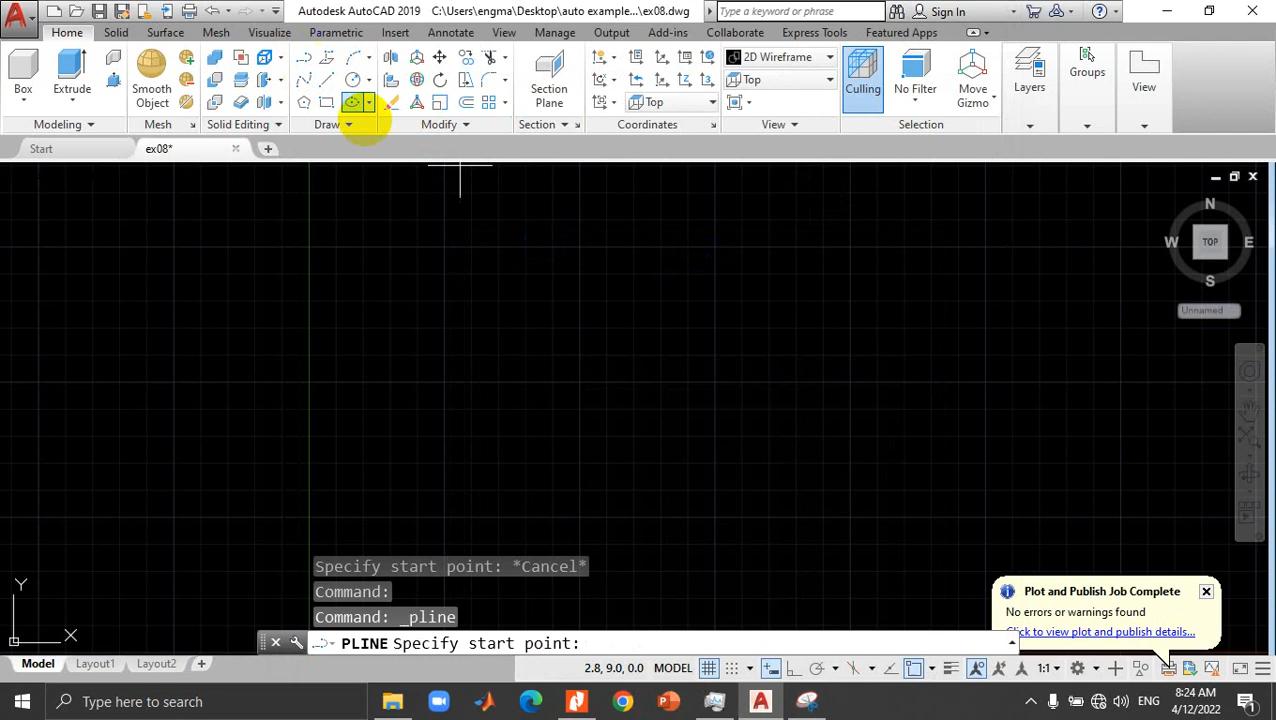 A Autodesk AutoCAD 2019 C:\Users\engma\Desktop\auto example...\ex08.dwg Type a keyword or phrase Sign In
Home Solid Surface Mesh Visualize Parametric Insert Annotate View Manage Output Add-ins Collaborate Express Tools Featured Apps
Box Extrude Smooth Object Section Plane 2D Wireframe Top Top Culling No Filter Move Gizmo Groups Layers View
Modeling Mesh Solid Editing Draw Modify Section Coordinates View Selection
Start ex08*
N
W TOP E
S
Unnamed
Y
X
Specify start point: *Cancel*
Command:
Command: _pline
PLINE Specify start point:
Plot and Publish Job Complete
No errors or warnings found
Click to view plot and publish details...
Model Layout1 Layout2 2.8, 9.0, 0.0 MODEL 1:1
Type here to search A ENG 8:24 AM
4/12/2022 1